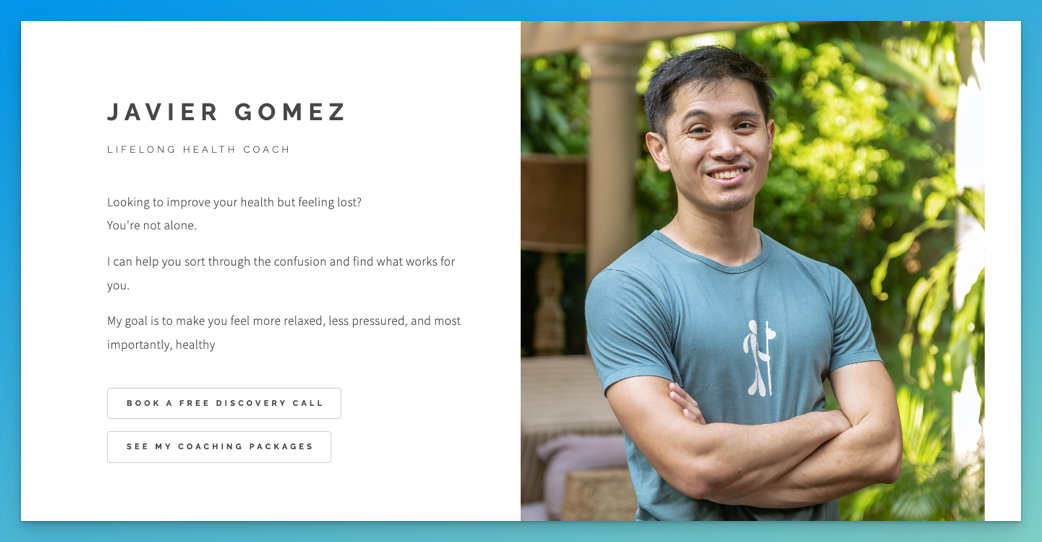 JAVIER GOMEZ
LIFELONG HEALTH COACH
Looking to improve your health but feeling lost?
You're not alone.
I can help you sort through the confusion and find what works for
you.
My goal is to make you feel more relaxed, less pressured, and most
importantly, healthy
BOOK A FREE DISCOVERY CALL
SEE MY COACHING PACKAGES